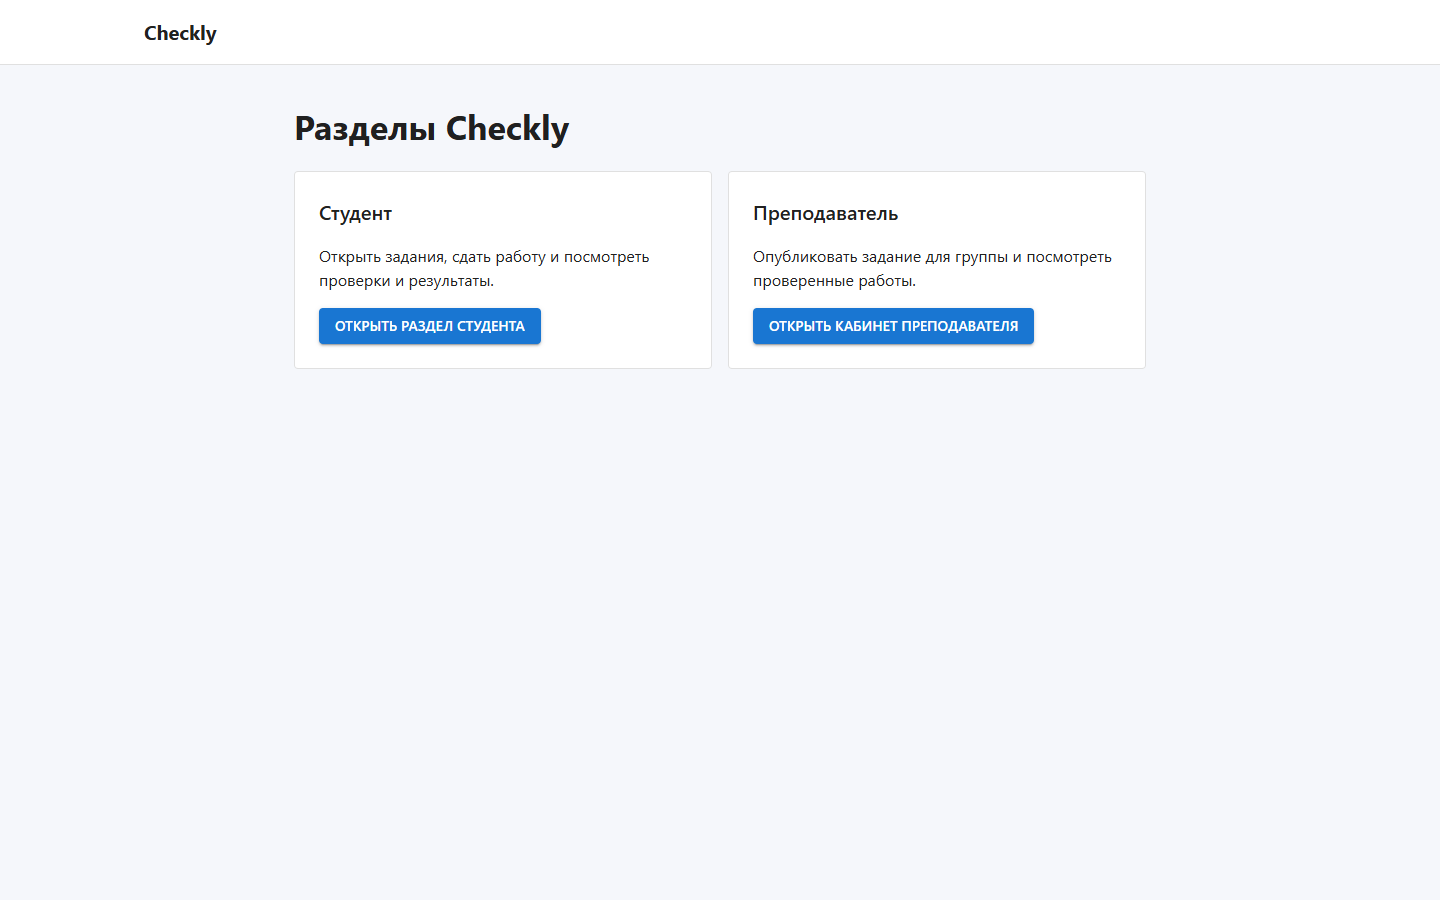 Checkly
Разделы Checkly
Студент
Открыть задания, сдать работу и посмотреть
проверки и результаты.
ОТКРЫТЬ РАЗДЕЛ СТУДЕНТА
Преподаватель
Опубликовать задание для группы и посмотреть
проверенные работы.
ОТКРЫТЬ КАБИНЕТ ПРЕПОДАВАТЕЛЯ